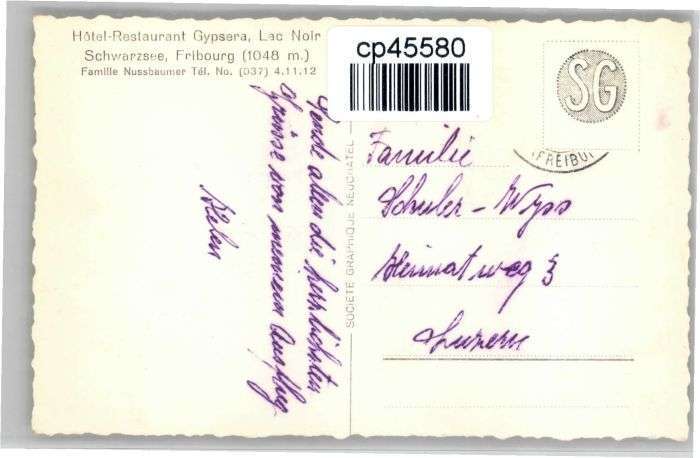 Hôtel-Restaurant Gypsera, Lac Noir
Schwarzsee, Fribourg (1048 m.)
Famille Nussbaumer Tél. No. (037) 4.11.12
cp45580
SG
FREIBU
SOCIÉTÉ GRAPHIQUE NEUCHATEL
Sende allen die herzlichsten
Grüsse von meinem Ausflug
Familie
Schuler-Wyss
Heimatweg 3
Luzern